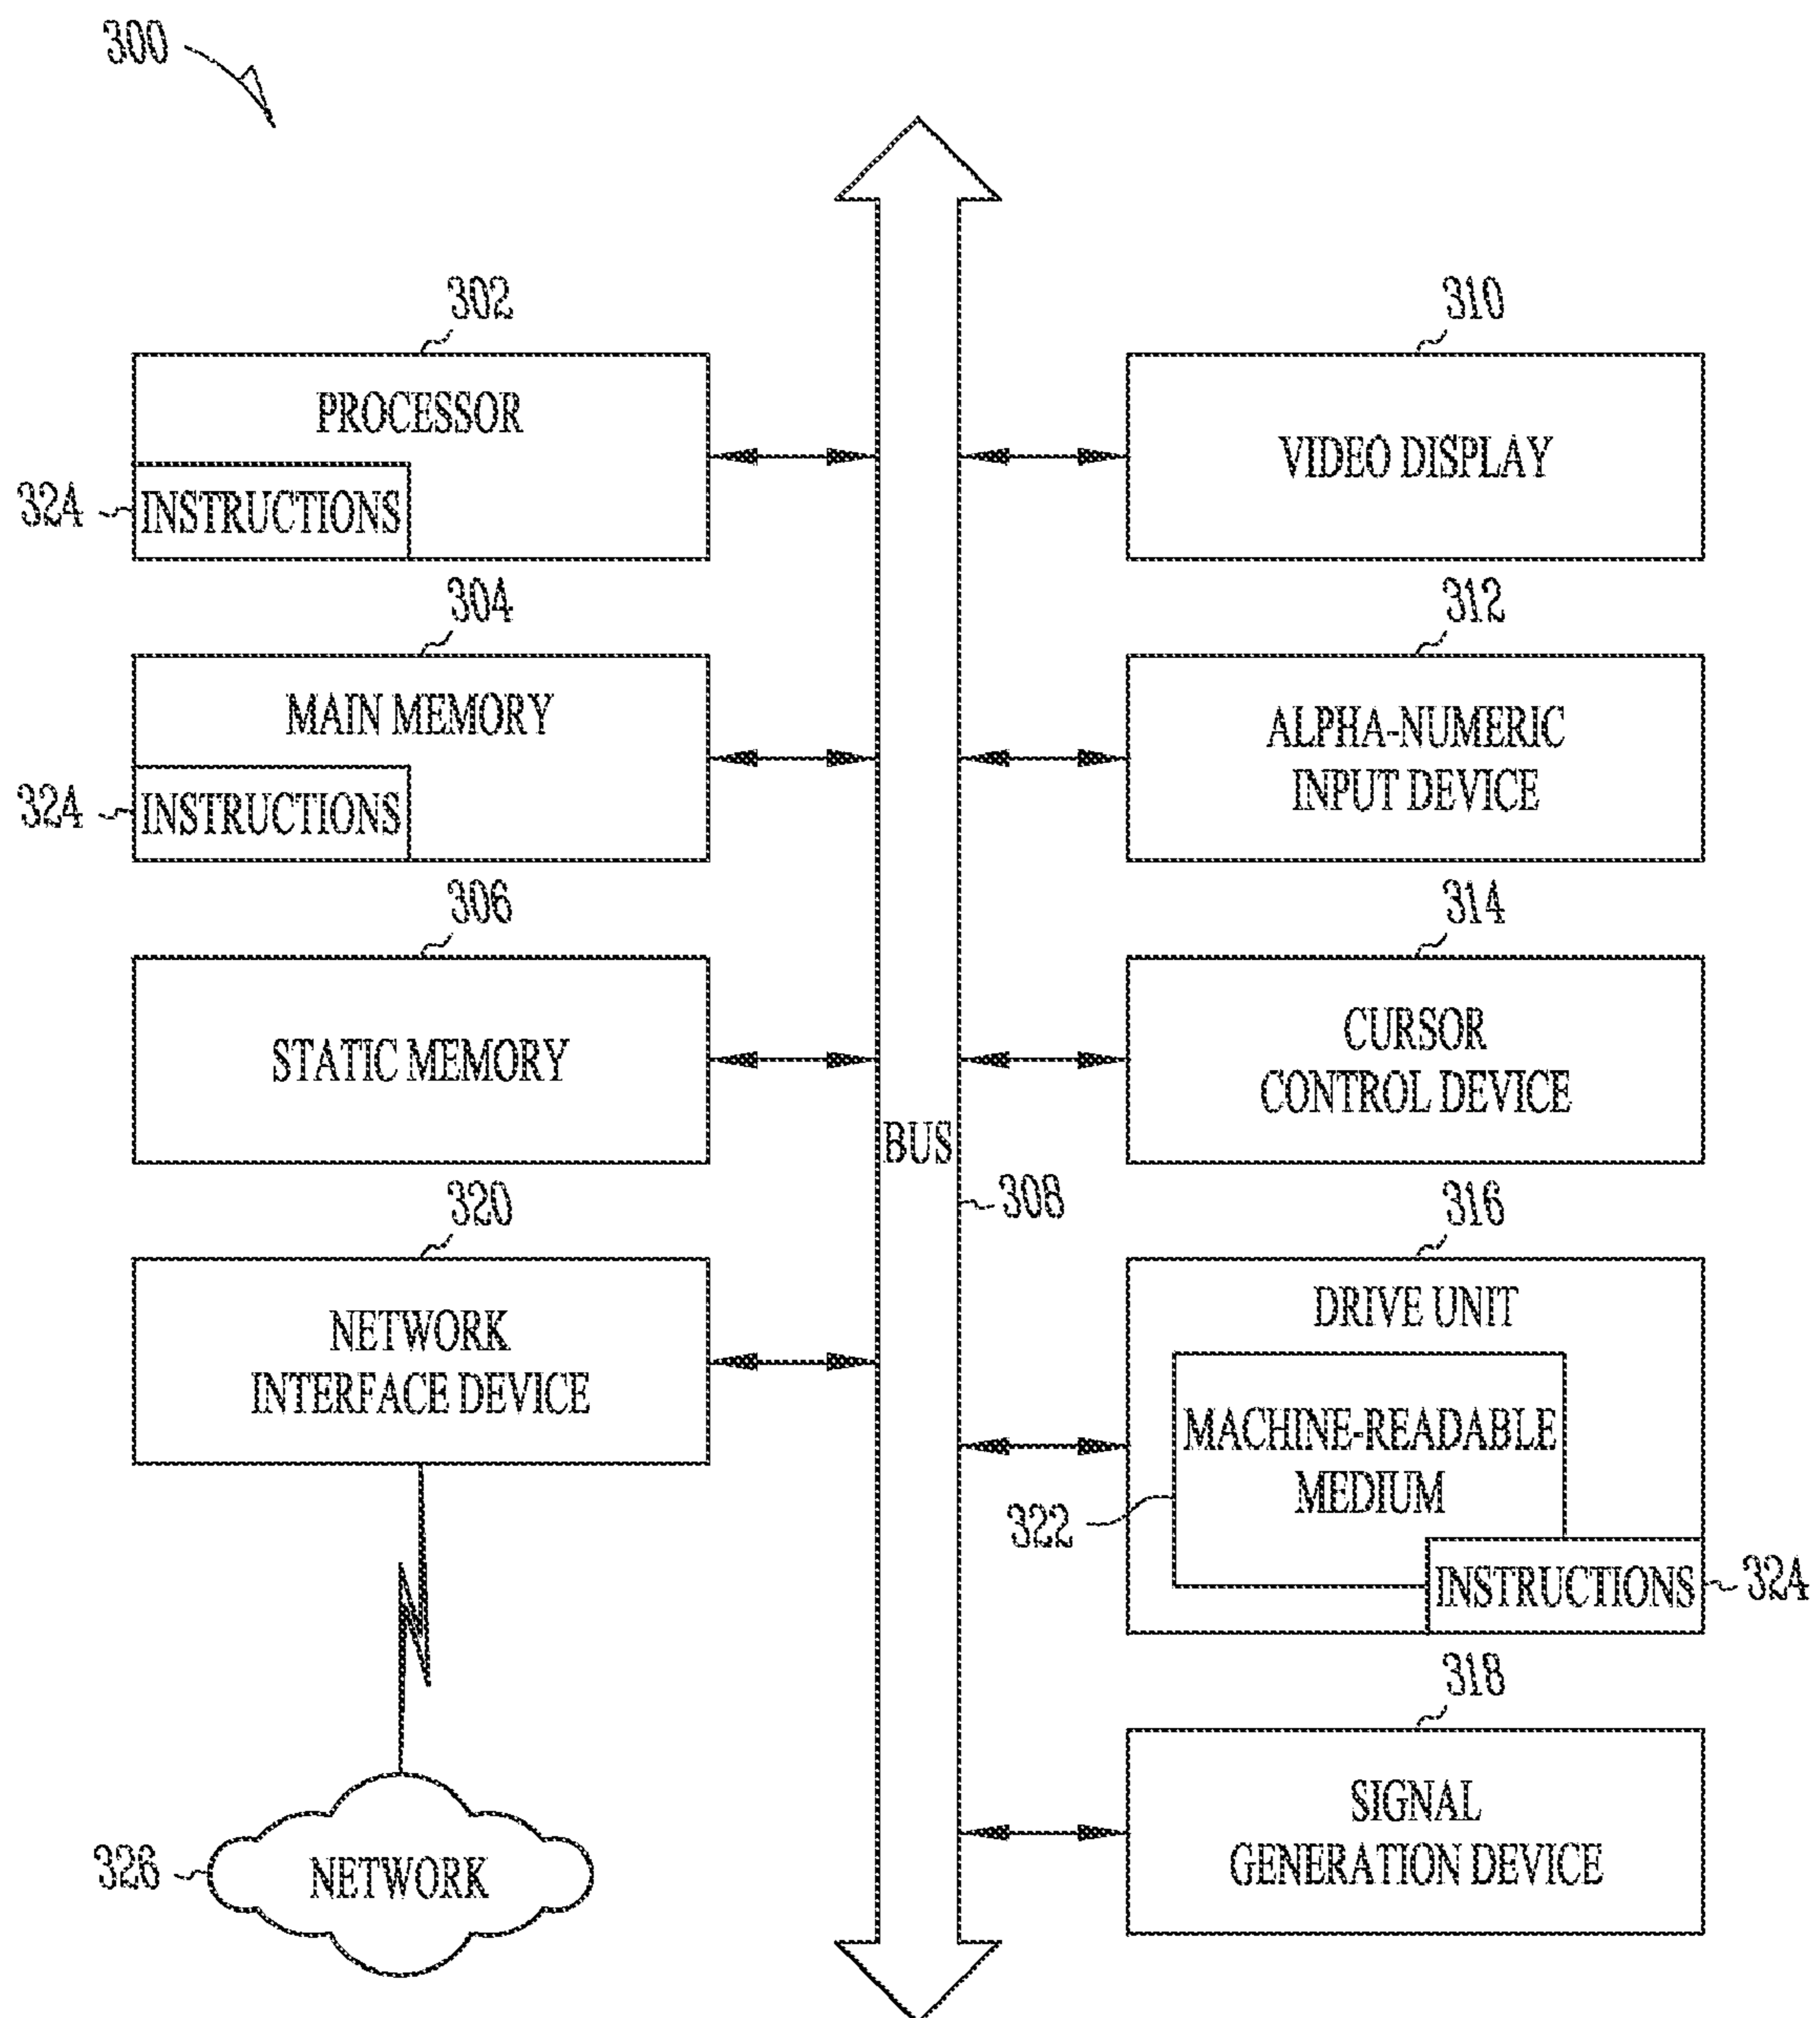 300
302
PROCESSOR
324
INSTRUCTIONS
304
MAIN MEMORY
324
INSTRUCTIONS
306
STATIC MEMORY
320
NETWORK
INTERFACE DEVICE
326
NETWORK
BUS
308
310
VIDEO DISPLAY
312
ALPHA-NUMERIC
INPUT DEVICE
314
CURSOR
CONTROL DEVICE
316
DRIVE UNIT
MACHINE-READABLE
MEDIUM
322
INSTRUCTIONS
324
318
SIGNAL
GENERATION DEVICE